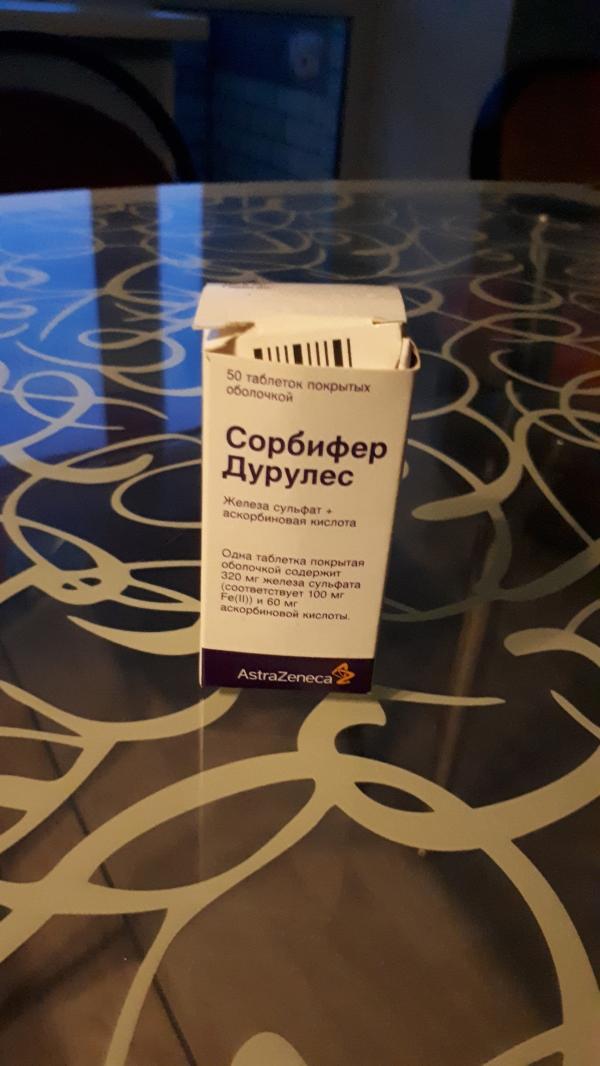 50 таблеток покрытых
оболочкой
Сорбифер
Дурулес
Железа сульфат +
аскорбиновая кислота
Одна таблетка покрытая
оболочкой содержит
320 мг железа сульфата
(соответствует 100 мг
Fe(II)) и 60 мг
аскорбиновой кислоты.
AstraZeneca